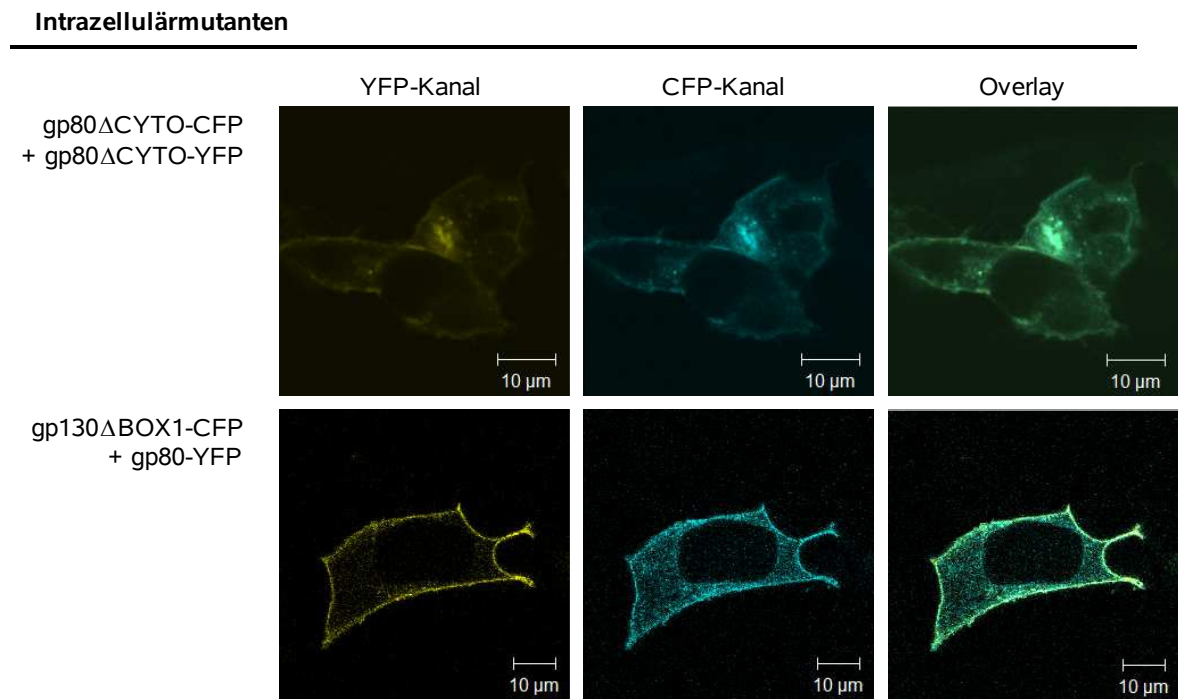 Intrazellulärmutanten
YFP-Kanal
CFP-Kanal
Overlay
gp80ΔCYTO-CFP
+ gp80ΔCYTO-YFP
10 µm
10 µm
10 µm
gp130ΔBOX1-CFP
+ gp80-YFP
10 µm
10 µm
10 µm